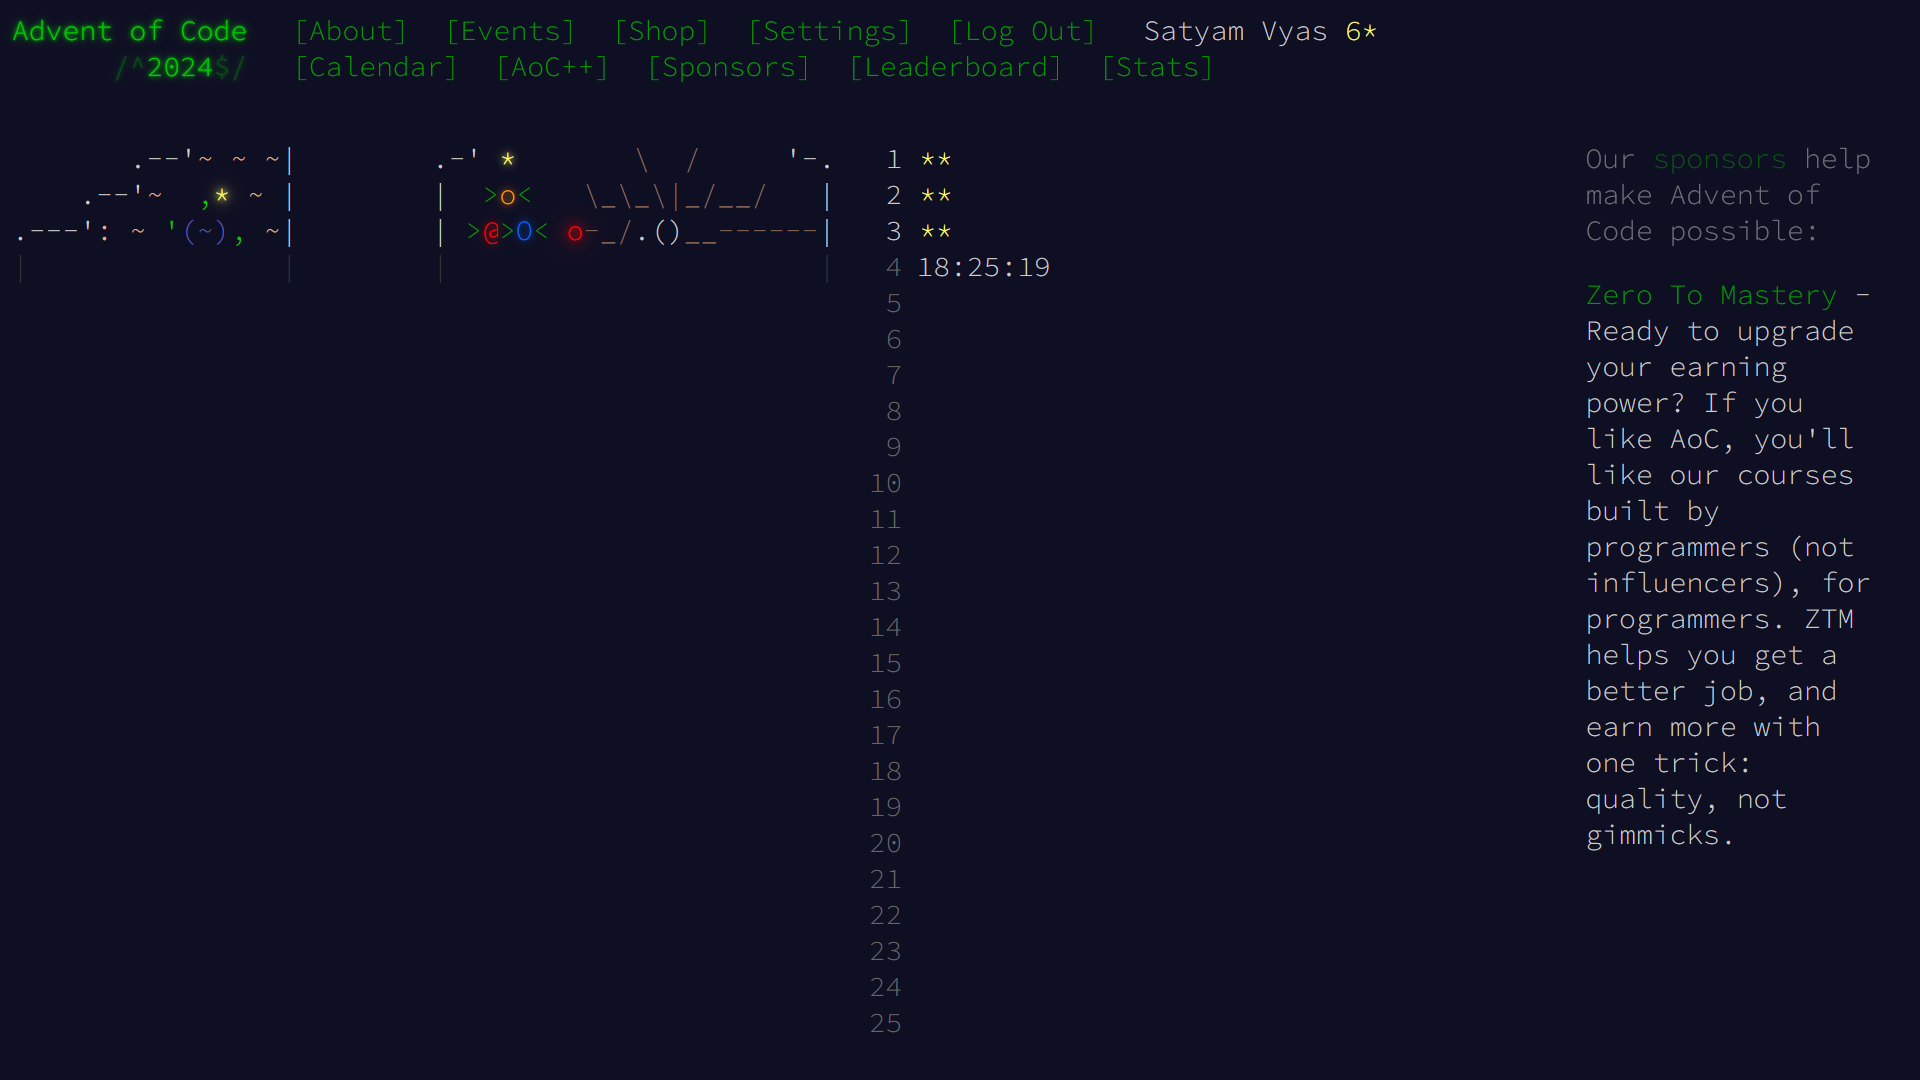 Advent of Code [About] [Events] [Shop] [Settings] [Log Out] Satyam Vyas 6*
/^2024$/ [Calendar] [AoC++] [Sponsors] [Leaderboard] [Stats]
.--'~ ~ ~| .-' * \ / '-. 1 **
.--'~ ,* ~ | | >o< \_\_\|_/__/ | 2 **
.---': ~ '(~), ~| | >@>O< o-_/.()__------| 3 **
| | | | 4 18:25:19
5
6
7
8
9
10
11
12
13
14
15
16
17
18
19
20
21
22
23
24
25
Our sponsors help
make Advent of
Code possible:
Zero To Mastery -
Ready to upgrade
your earning
power? If you
like AoC, you'll
like our courses
built by
programmers (not
influencers), for
programmers. ZTM
helps you get a
better job, and
earn more with
one trick:
quality, not
gimmicks.